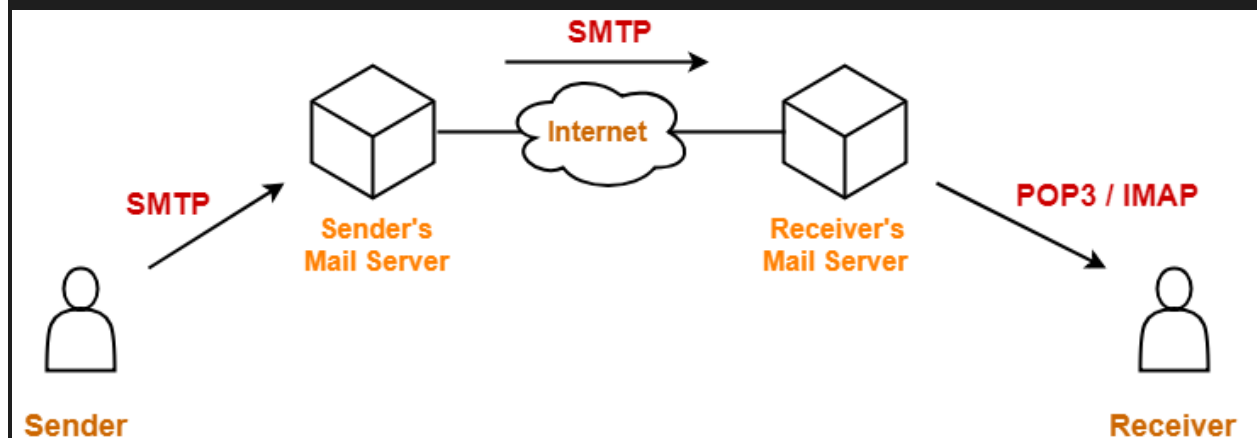 SMTP
Internet
SMTP
POP3 / IMAP
Sender's
Mail Server
Receiver's
Mail Server
Sender
Receiver